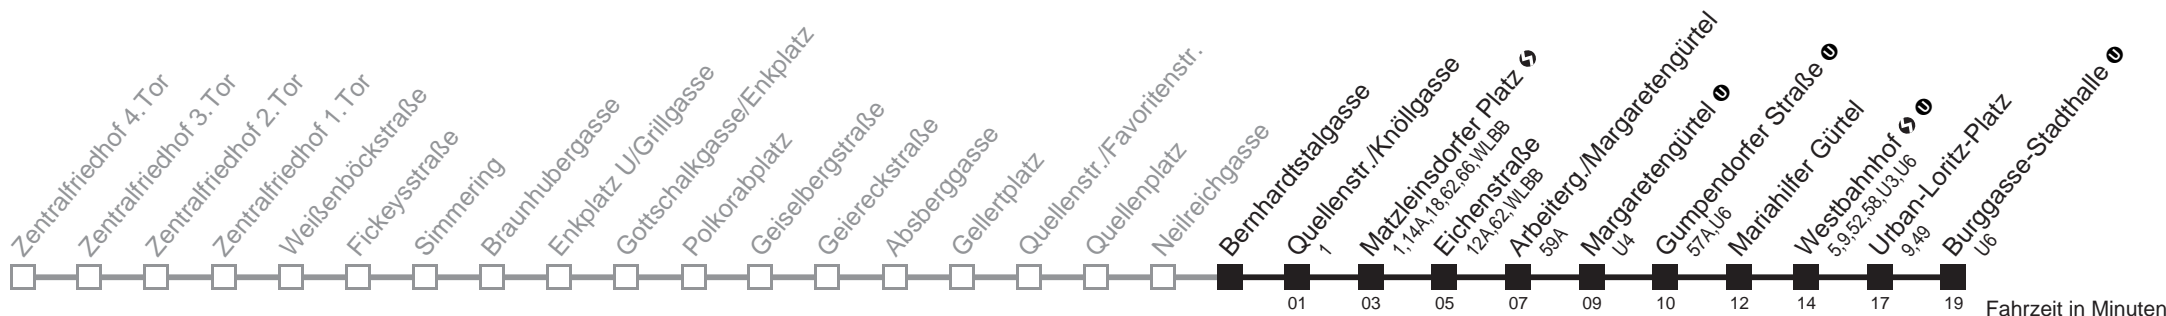 Zentralfriedhof 4.Tor
Zentralfriedhof 3.Tor
Zentralfriedhof 2.Tor
Zentralfriedhof 1.Tor
Weißenböckstraße
Fickeysstraße
Simmering
Braunhubergasse
Enkplatz U/Grillgasse
Gottschalkgasse/Enkplatz
Polkorabplatz
Geiselbergstraße
Geiereckstraße
Absberggasse
Gellertplatz
Quellenstr./Favoritenstr.
Quellenplatz
Neilreichgasse
Bernhardtstalgasse
Quellenstr./Knöllgasse
1
01
Matzleinsdorfer Platz S
1,14A,18,62,66,WLBB
03
Eichenstraße
12A,62,WLBB
05
Arbeiterg./Margaretengürtel
59A
07
Margaretengürtel U
U4
09
Gumpendorfer Straße U
57A,U6
10
Mariahilfer Gürtel
12
Westbahnhof S U
5,9,52,58,U3,U6
14
Urban-Loritz-Platz
9,49
17
Burggasse-Stadthalle U
U6
19
Fahrzeit in Minuten